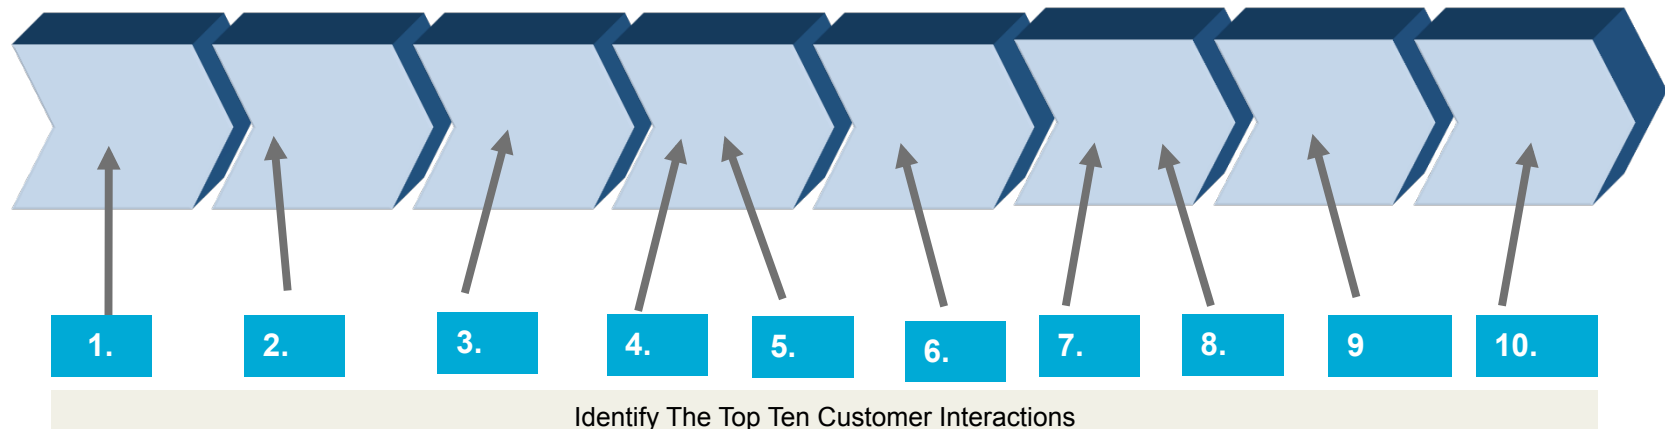 1. 2. 3. 4. 5. 6. 7. 8. 9 10.
Identify The Top Ten Customer Interactions